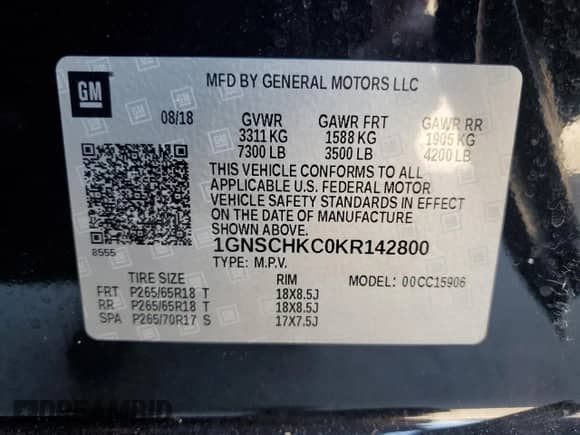 GM
MFD BY GENERAL MOTORS LLC
08/18 GVWR GAWR FRT GAWR RR
3311 KG 1588 KG 1905 KG
7300 LB 3500 LB 4200 LB
THIS VEHICLE CONFORMS TO ALL
APPLICABLE U.S. FEDERAL MOTOR
VEHICLE SAFETY STANDARDS IN
EFFECT ON THE DATE OF MANUFACTURE
SHOWN ABOVE.
8555 1GNSCHKC0KR142800
TYPE: M.P.V.
TIRE SIZE RIM MODEL: 00CC15906
FRT P265/65R18 T 18X8.5J
RR P265/65R18 T 18X8.5J
SPA P265/70R17 S 17X7.5J
DREAMBID